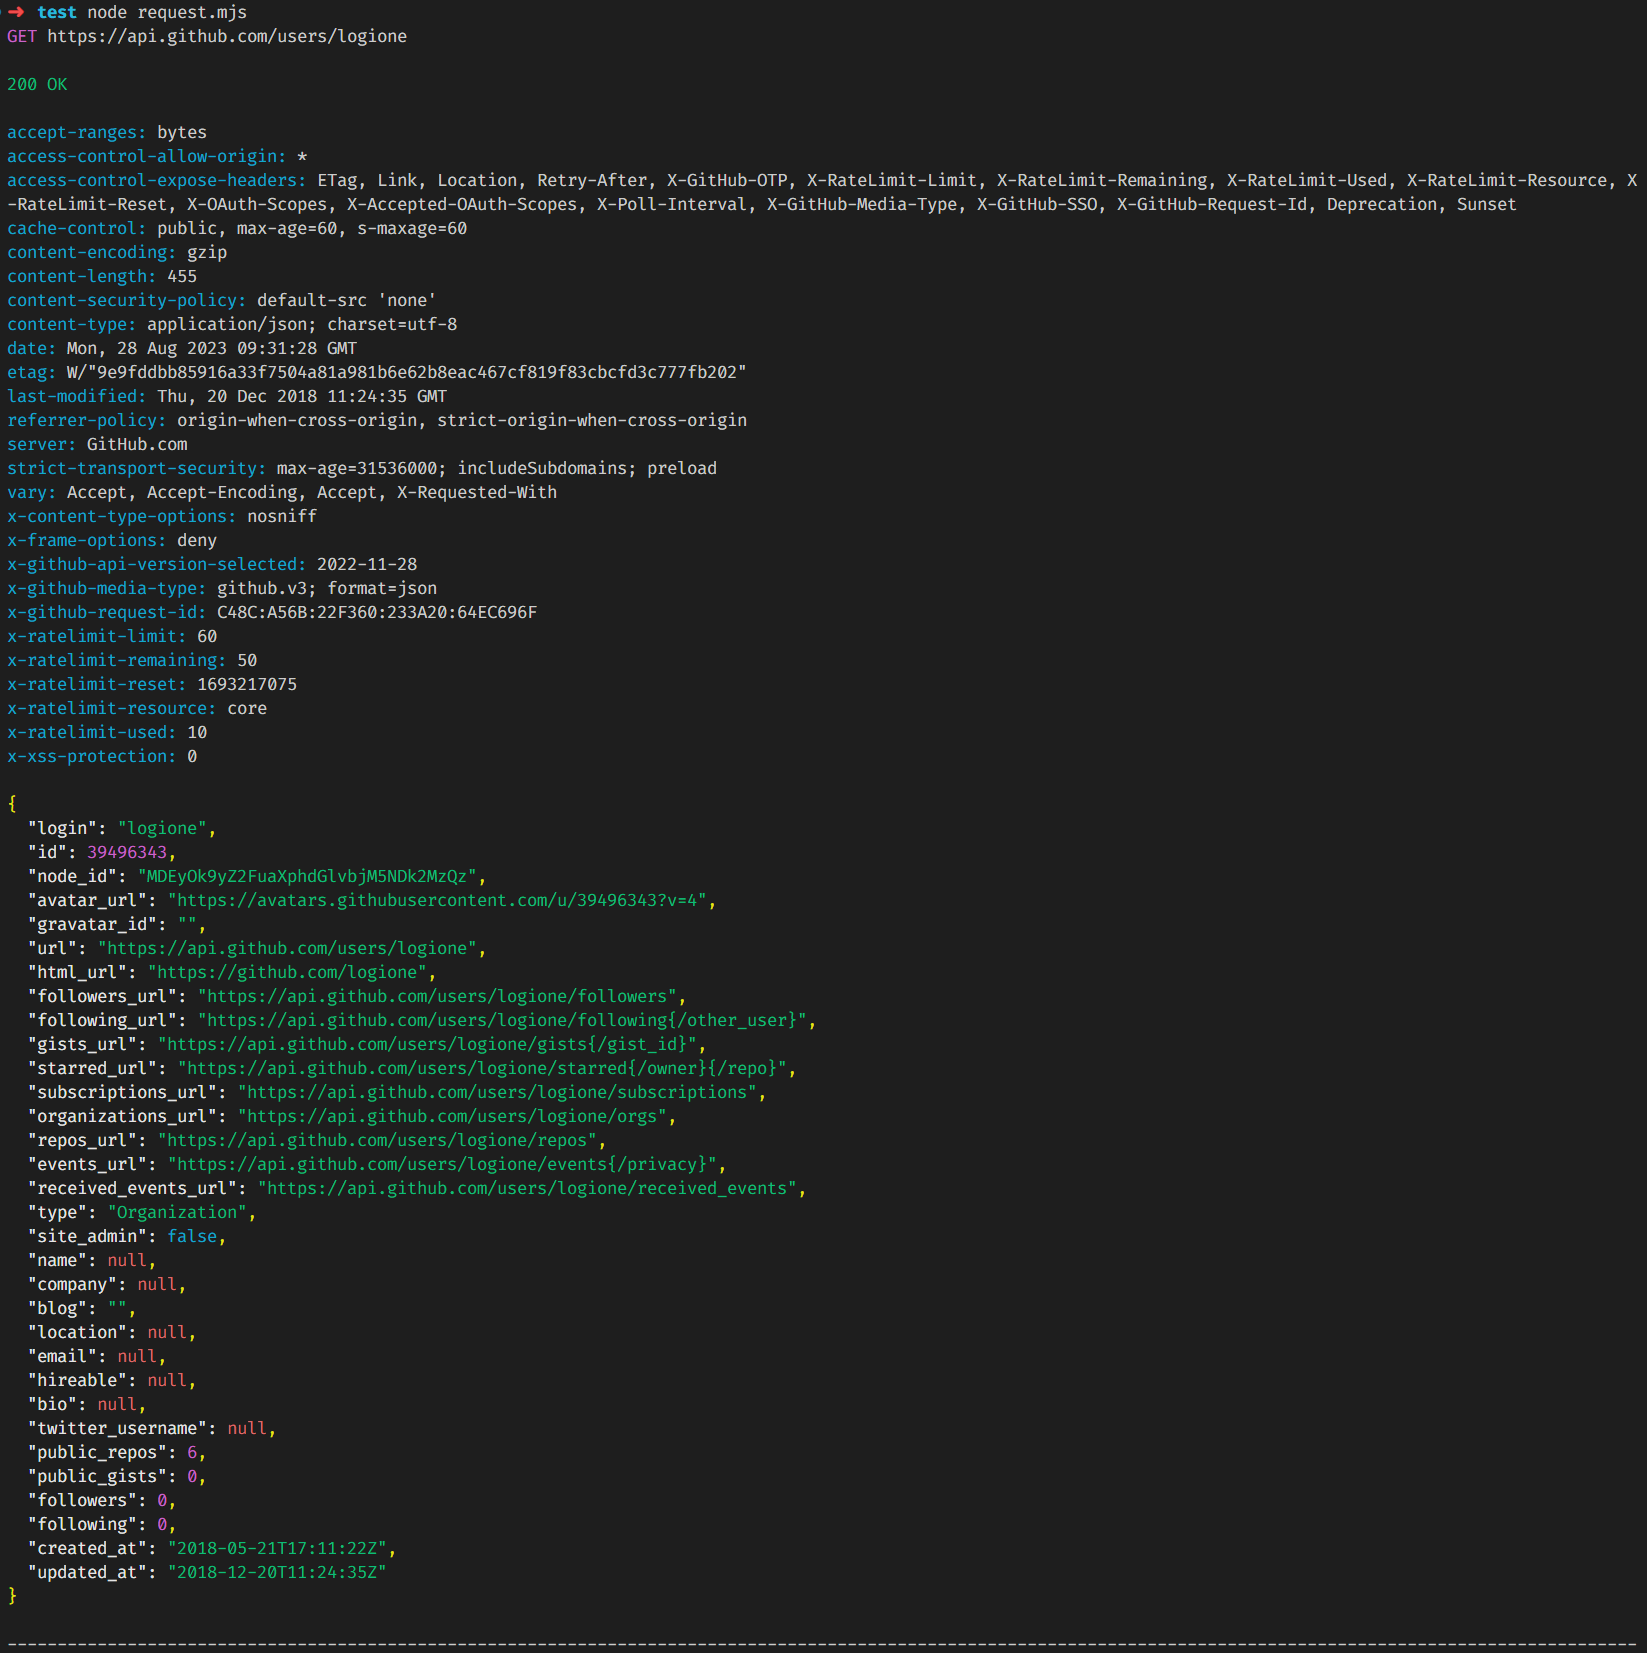 ➜ test node request.mjs
GET https://api.github.com/users/logione
200 OK
accept-ranges: bytes
access-control-allow-origin: *
access-control-expose-headers: ETag, Link, Location, Retry-After, X-GitHub-OTP, X-RateLimit-Limit, X-RateLimit-Remaining, X-RateLimit-Used, X-RateLimit-Resource, X
-RateLimit-Reset, X-OAuth-Scopes, X-Accepted-OAuth-Scopes, X-Poll-Interval, X-GitHub-Media-Type, X-GitHub-SSO, X-GitHub-Request-Id, Deprecation, Sunset
cache-control: public, max-age=60, s-maxage=60
content-encoding: gzip
content-length: 455
content-security-policy: default-src 'none'
content-type: application/json; charset=utf-8
date: Mon, 28 Aug 2023 09:31:28 GMT
etag: W/"9e9fddbb85916a33f7504a81a981b6e62b8eac467cf819f83cbcfd3c777fb202"
last-modified: Thu, 20 Dec 2018 11:24:35 GMT
referrer-policy: origin-when-cross-origin, strict-origin-when-cross-origin
server: GitHub.com
strict-transport-security: max-age=31536000; includeSubdomains; preload
vary: Accept, Accept-Encoding, Accept, X-Requested-With
x-content-type-options: nosniff
x-frame-options: deny
x-github-api-version-selected: 2022-11-28
x-github-media-type: github.v3; format=json
x-github-request-id: C48C:A56B:22F360:233A20:64EC696F
x-ratelimit-limit: 60
x-ratelimit-remaining: 50
x-ratelimit-reset: 1693217075
x-ratelimit-resource: core
x-ratelimit-used: 10
x-xss-protection: 0
{
  "login": "logione",
  "id": 39496343,
  "node_id": "MDEyOk9yZ2FuaXphdGlvbjM5NDk2MzQz",
  "avatar_url": "https://avatars.githubusercontent.com/u/39496343?v=4",
  "gravatar_id": "",
  "url": "https://api.github.com/users/logione",
  "html_url": "https://github.com/logione",
  "followers_url": "https://api.github.com/users/logione/followers",
  "following_url": "https://api.github.com/users/logione/following{/other_user}",
  "gists_url": "https://api.github.com/users/logione/gists{/gist_id}",
  "starred_url": "https://api.github.com/users/logione/starred{/owner}{/repo}",
  "subscriptions_url": "https://api.github.com/users/logione/subscriptions",
  "organizations_url": "https://api.github.com/users/logione/orgs",
  "repos_url": "https://api.github.com/users/logione/repos",
  "events_url": "https://api.github.com/users/logione/events{/privacy}",
  "received_events_url": "https://api.github.com/users/logione/received_events",
  "type": "Organization",
  "site_admin": false,
  "name": null,
  "company": null,
  "blog": "",
  "location": null,
  "email": null,
  "hireable": null,
  "bio": null,
  "twitter_username": null,
  "public_repos": 6,
  "public_gists": 0,
  "followers": 0,
  "following": 0,
  "created_at": "2018-05-21T17:11:22Z",
  "updated_at": "2018-12-20T11:24:35Z"
}
-------------------------------------------------------------------------------------------------------------------------------------------------------------------